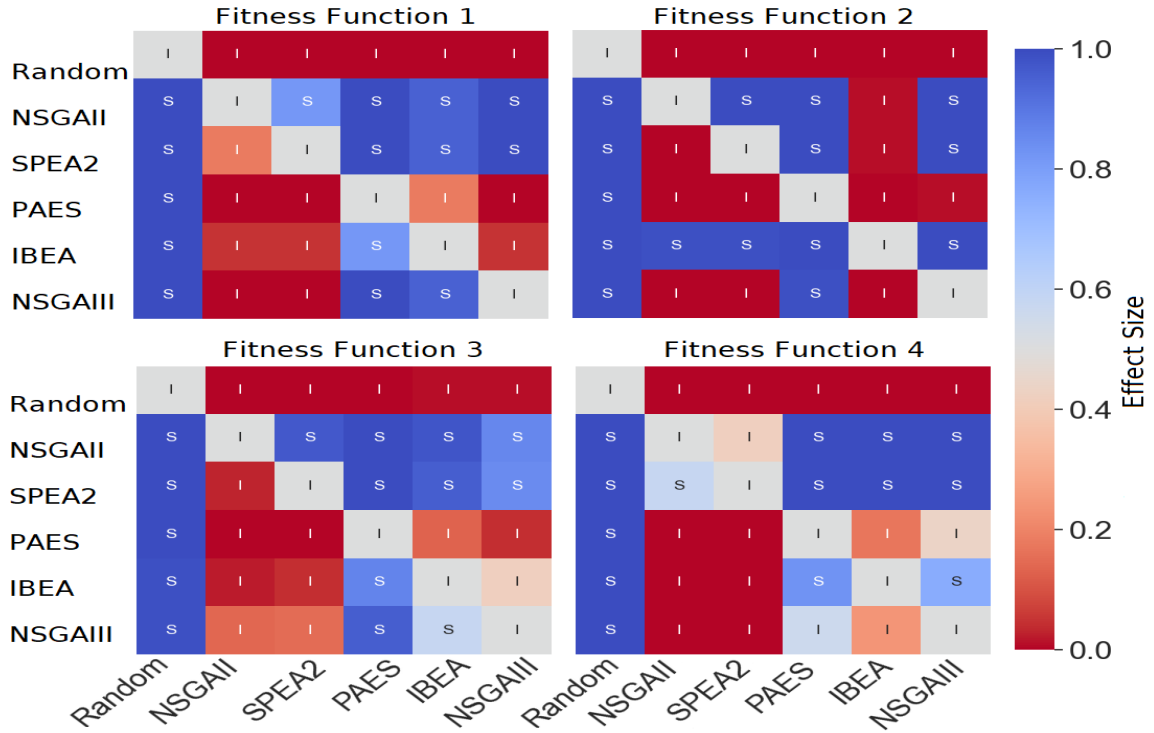 Fitness Function 1 Fitness Function 2
Random I I I I I I I I I I I I 1.0
NSGAII S I S S S S S I S S I S
SPEA2 S I I S S S S I I S I S 0.8
PAES S I I I I I S I I I I I
IBEA S I I S I I S S S S I S
NSGAIII S I I S S I S I I S I I 0.6
Fitness Function 3 Fitness Function 4
Effect Size
Random I I I I I I I I I I I I 0.4
NSGAII S I S S S S S I I S S S
SPEA2 S I I S S S S S I S S S
PAES S I I I I I S I I I I I 0.2
IBEA S I I S I I S I I S I S
NSGAIII S I I S S I S I I I I I 0.0
Random NSGAII SPEA2 PAES IBEA NSGAIII Random NSGAII SPEA2 PAES IBEA NSGAIII